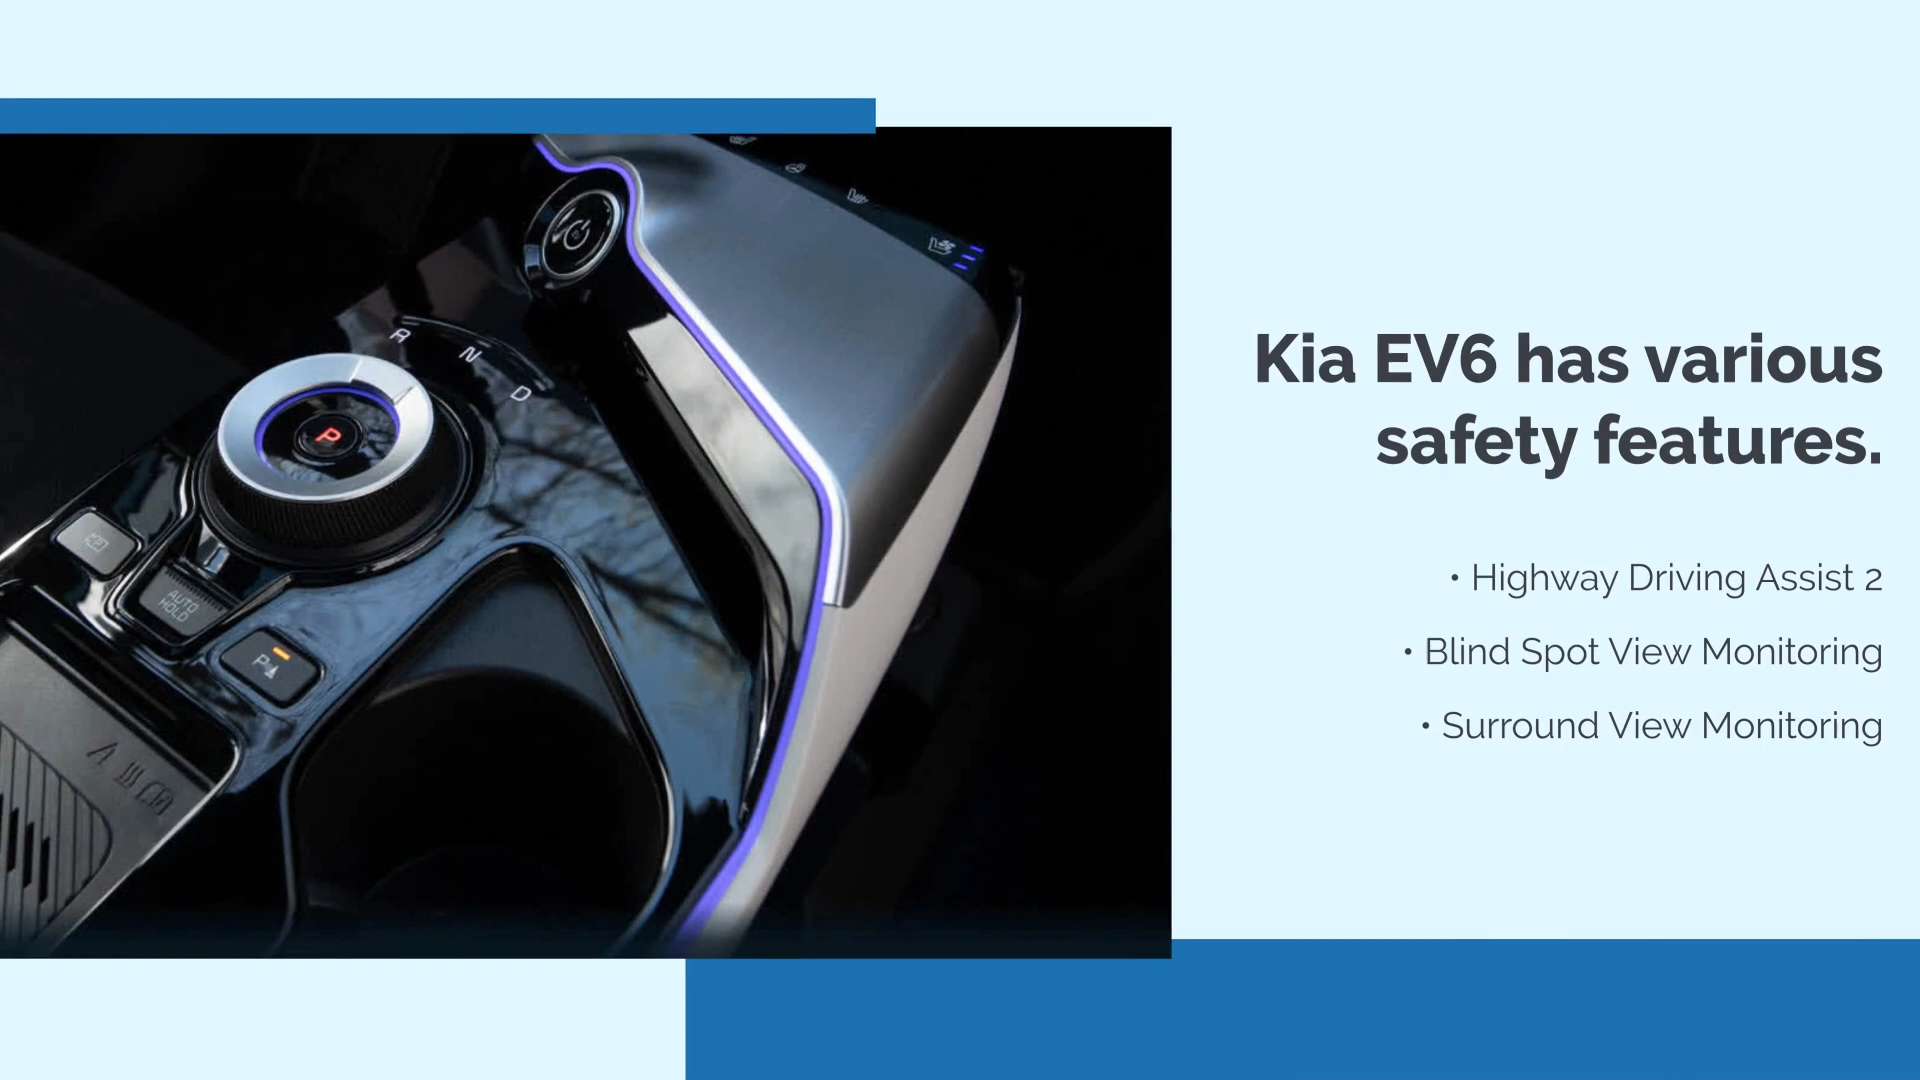 R
N
D
P
AUTO
HOLD
P
Kia EV6 has various
safety features.
• Highway Driving Assist 2
• Blind Spot View Monitoring
• Surround View Monitoring